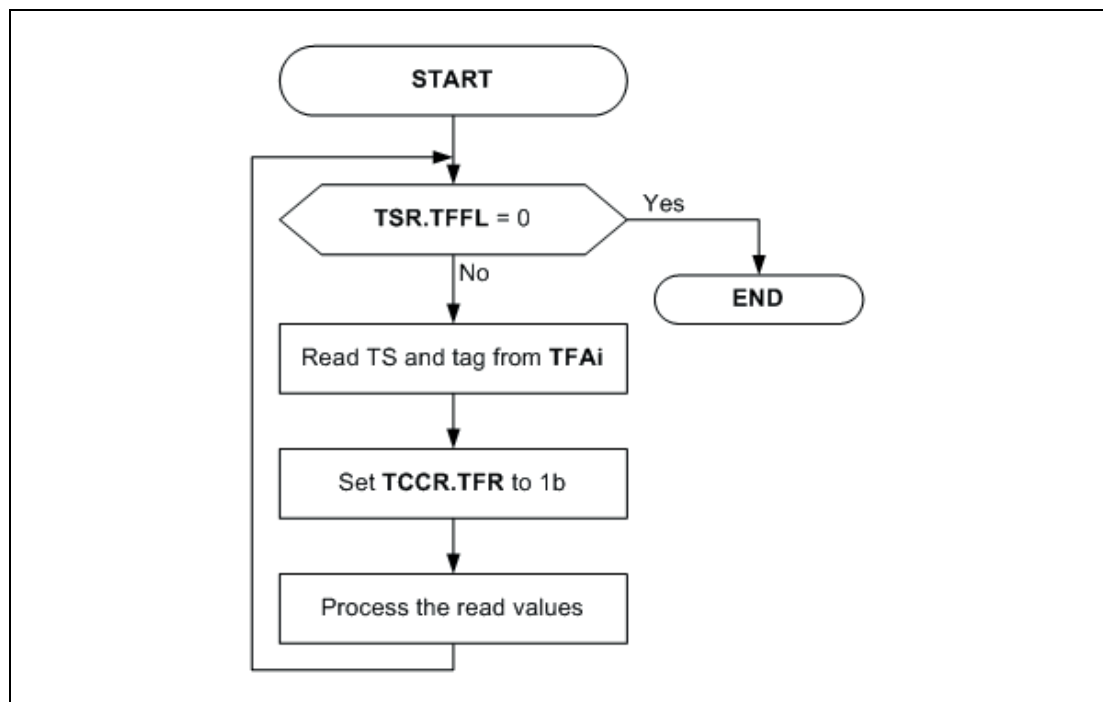 START
TSR.TFFL = 0
Yes
No
END
Read TS and tag from TFAi
Set TCCR.TFR to 1b
Process the read values